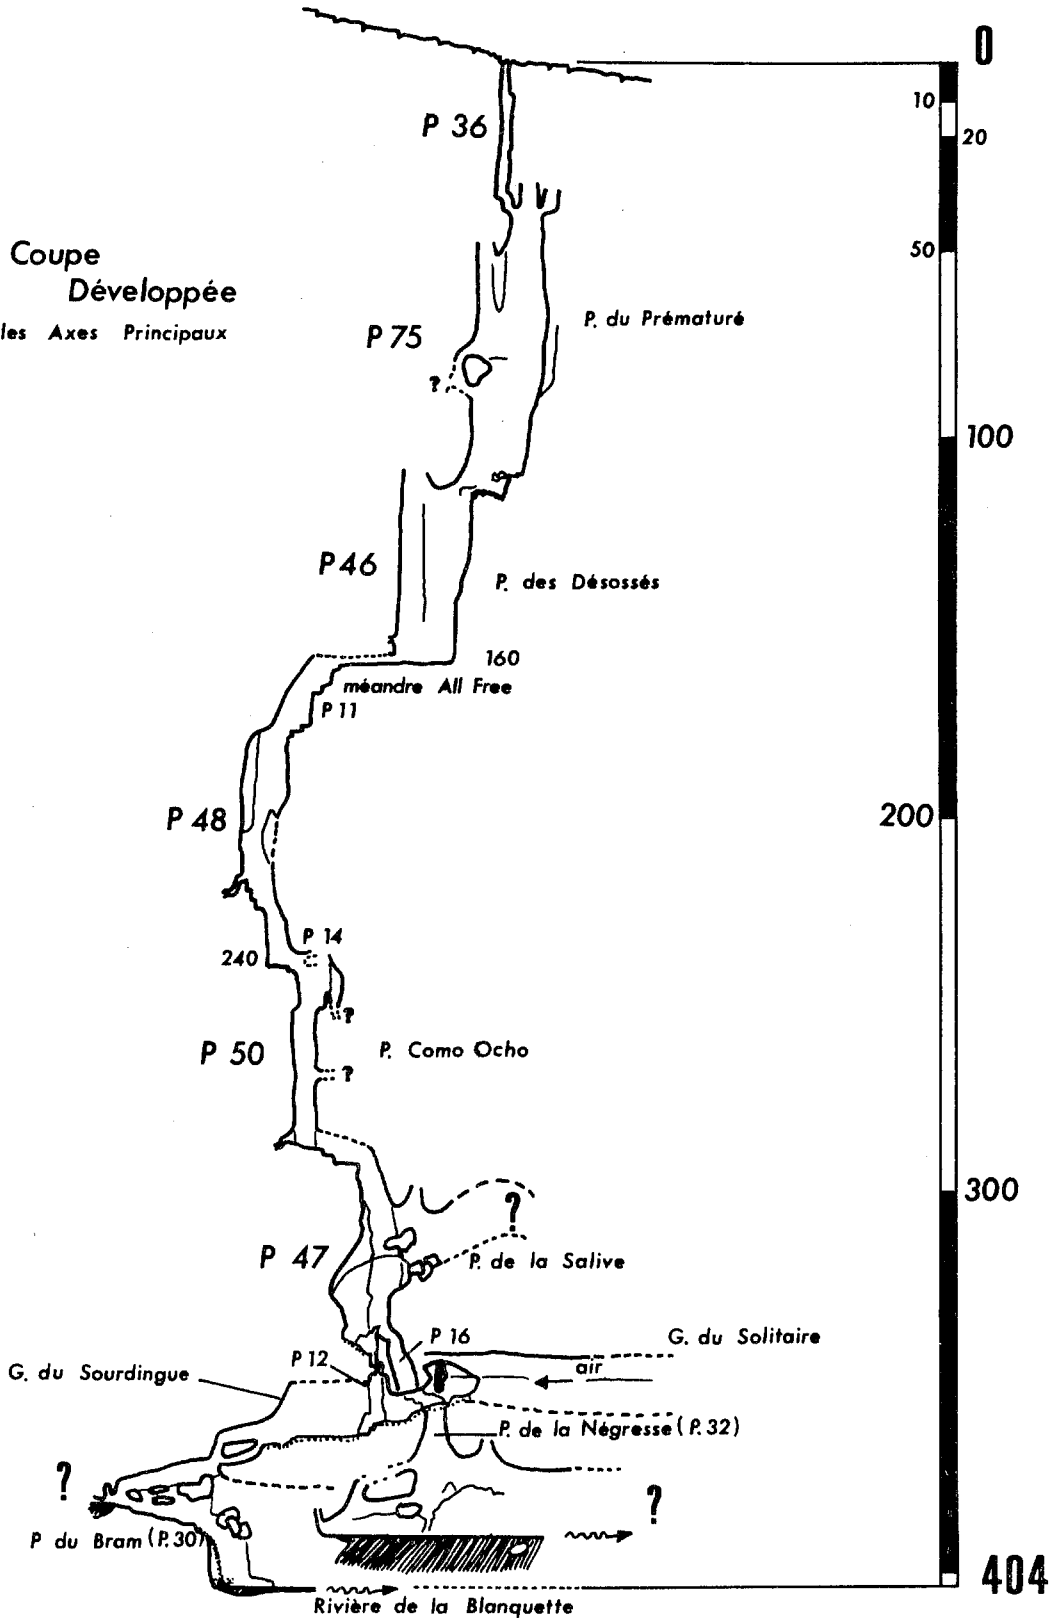 0
10
P 36
20
Coupe
Développée
50
les Axes Principaux
P. du Prématuré
P 75
?
100
P 46
P. des Désossés
160
méandre All Free
P 11
P 48
200
P 14
240
?
P 50
P. Como Ocho
?
300
?
P 47
P. de la Salive
P 16
G. du Solitaire
P 12
air
G. du Sourdingue
P. de la Négresse (P.32)
?
?
P du Bram (P.30)
404
Rivière de la Blanquette